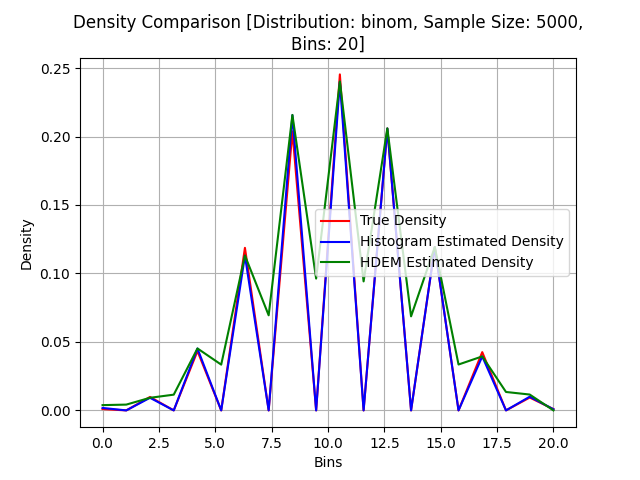 Density Comparison [Distribution: binom, Sample Size: 5000,
Bins: 20]
0.25
0.20
0.15
0.10
0.05
0.00
Density
True Density
Histogram Estimated Density
HDEM Estimated Density
0.0 2.5 5.0 7.5 10.0 12.5 15.0 17.5 20.0
Bins